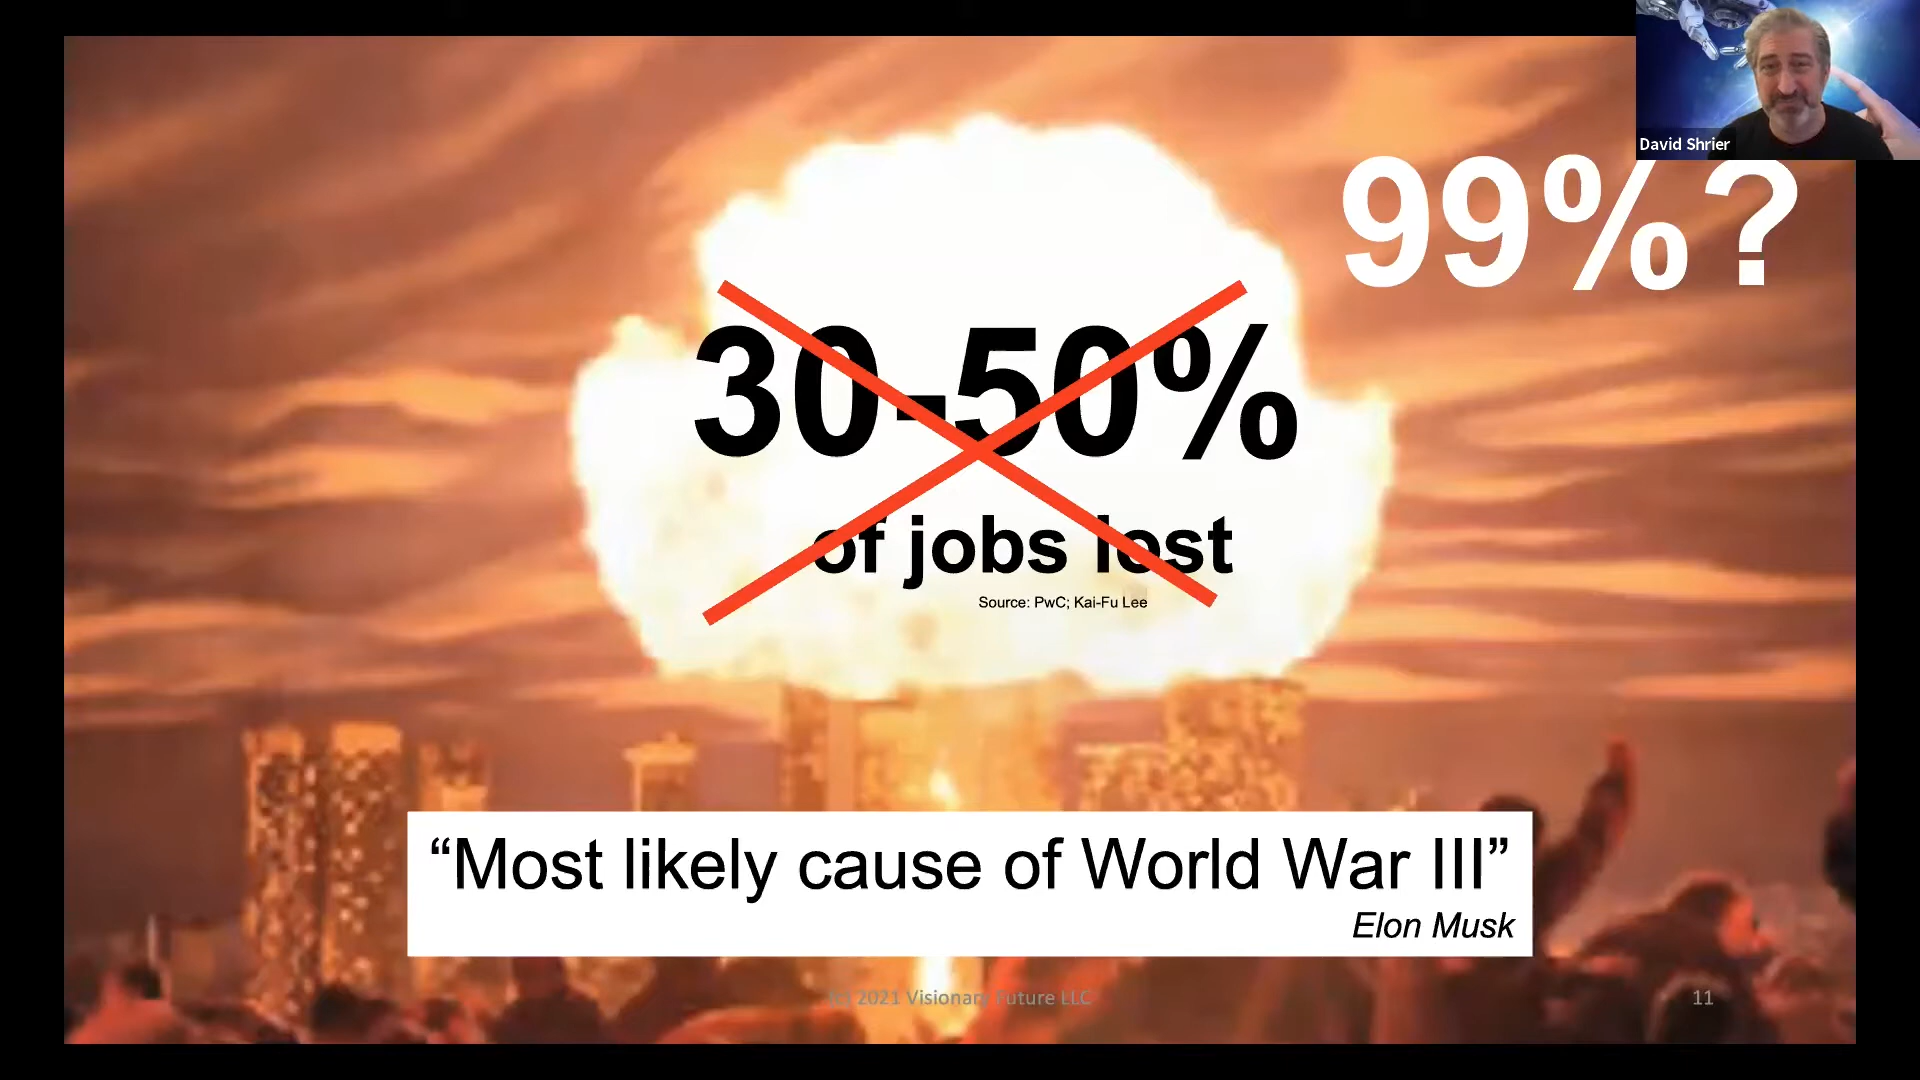 David Shrier
99%?
30-50%
of jobs lost
Source: PwC; Kai-Fu Lee
“Most likely cause of World War III”
Elon Musk
(c) 2021 Visionary Future LLC
11